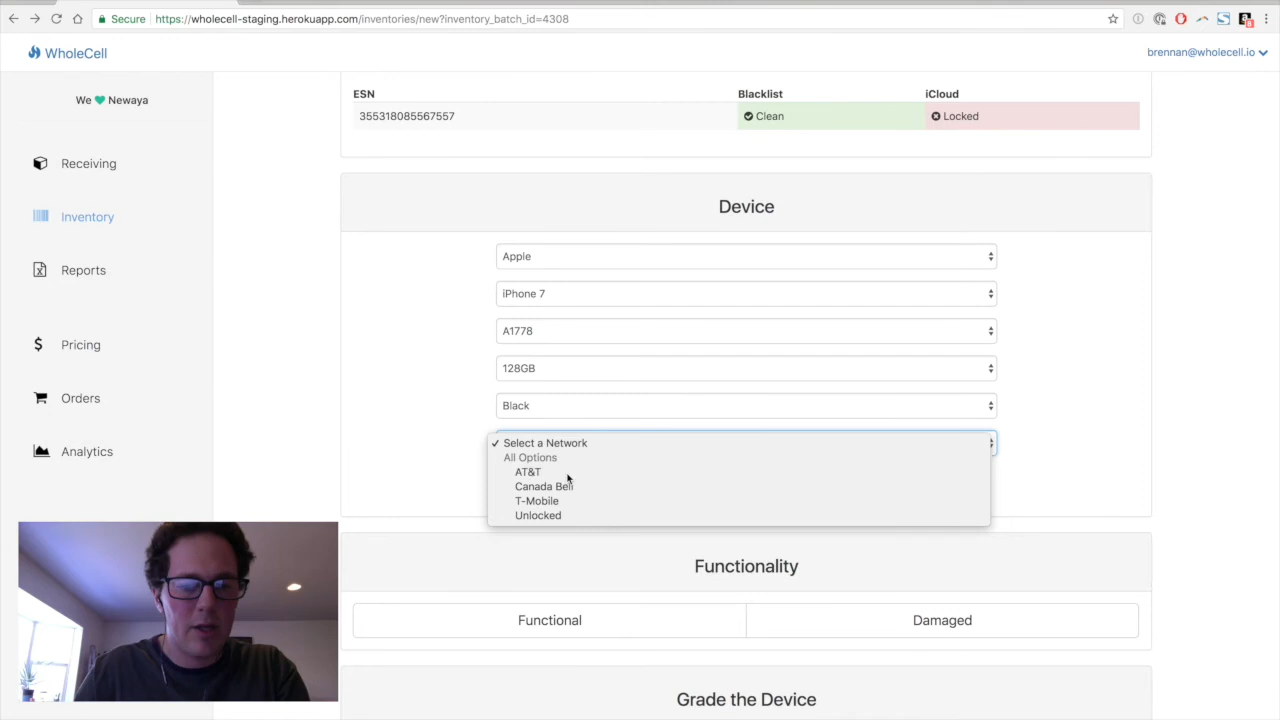 Secure https://wholecell-staging.herokuapp.com/inventories/new?inventory_batch_id=4308
8
WholeCell
brennan@wholecell.io
We Newaya
Receiving
Inventory
Reports
Pricing
Orders
Analytics
ESN Blacklist iCloud
355318085567557 Clean Locked
Device
Apple
iPhone 7
A1778
128GB
Black
Select a Network
All Options
AT&T
Canada Bell
T-Mobile
Unlocked
Functionality
Functional Damaged
Grade the Device